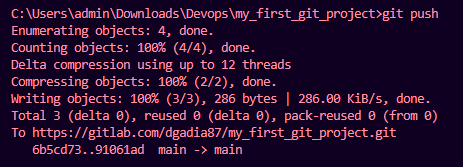 C:\Users\admin\Downloads\Devops\my_first_git_project>git push
Enumerating objects: 4, done.
Counting objects: 100% (4/4), done.
Delta compression using up to 12 threads
Compressing objects: 100% (2/2), done.
Writing objects: 100% (3/3), 286 bytes | 286.00 KiB/s, done.
Total 3 (delta 0), reused 0 (delta 0), pack-reused 0 (from 0)
To https://gitlab.com/dgadia87/my_first_git_project.git
   6b5cd73..91061ad  main -> main